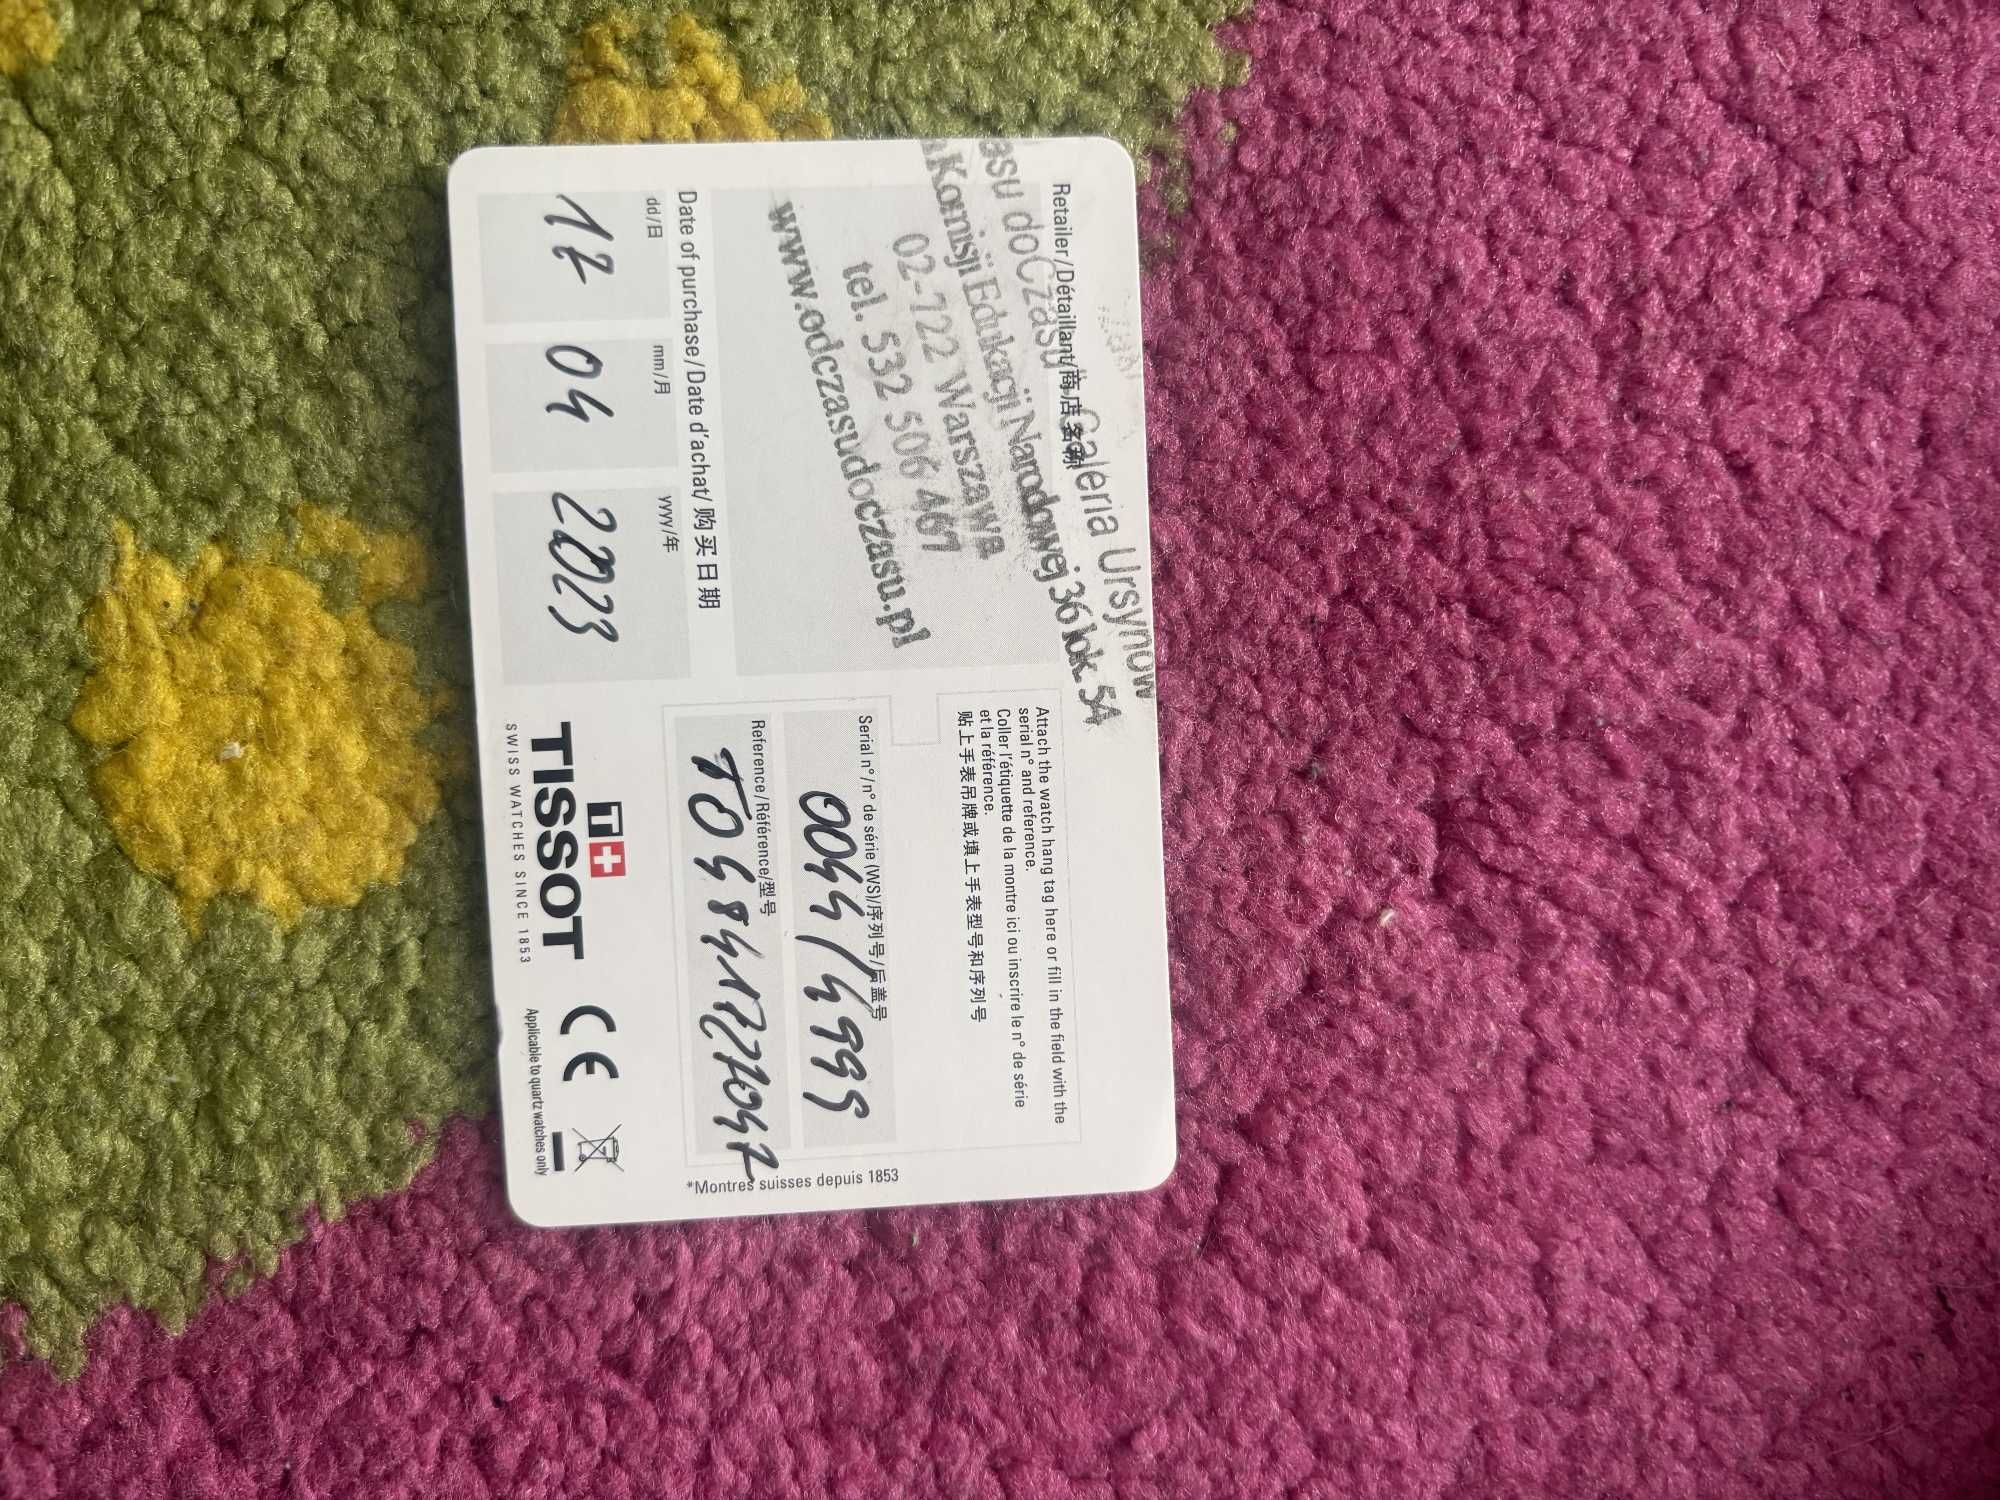 Retailer/Détaillant/商店名称
Galeria Ursynów
asu doCzasu
Komisji Edukacji Narodowej 36 lok. 54
02-722 Warszawa
tel. 532 506 467
www.odczasudoczasu.pl
Date of purchase/Date d'achat/购买日期
dd/日 mm/月 yyyy/年
17 04 2023
Attach the watch hang tag here or fill in the field with the
serial n° and reference.
Coller l'étiquette de la montre ici ou inscrire le n° de série
et la référence.
贴上手表吊牌或填上手表型号和序列号
Serial n°/n° de série (WS)/序列号/后盖号
Reference/Référence/型号
*Montres suisses depuis 1853
T+
TISSOT
SWISS WATCHES SINCE 1853
CE
Applicable to quartz watches only